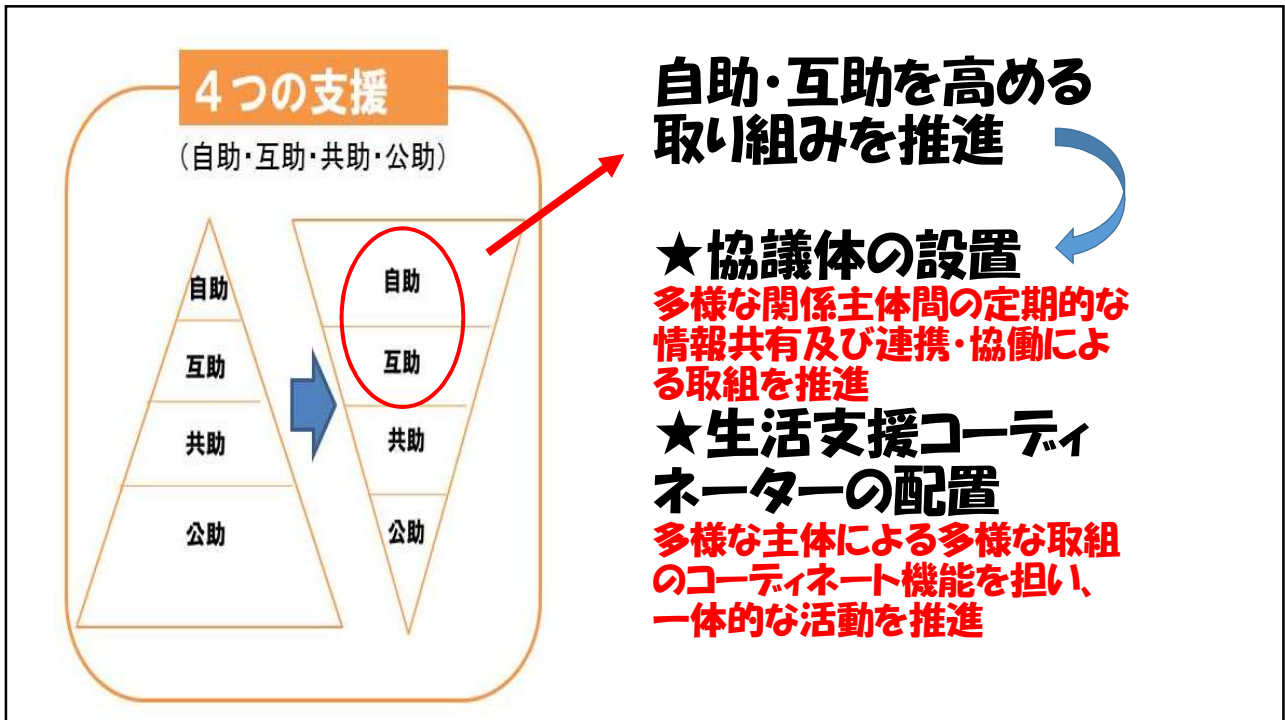 ４つの支援
（自助・互助・共助・公助）
自助
互助
共助
公助
自助
互助
共助
公助
自助・互助を高める
取り組みを推進
★協議体の設置
多様な関係主体間の定期的な
情報共有及び連携・協働によ
る取組を推進
★生活支援コーディ
ネーターの配置
多様な主体による多様な取組
のコーディネート機能を担い、
一体的な活動を推進